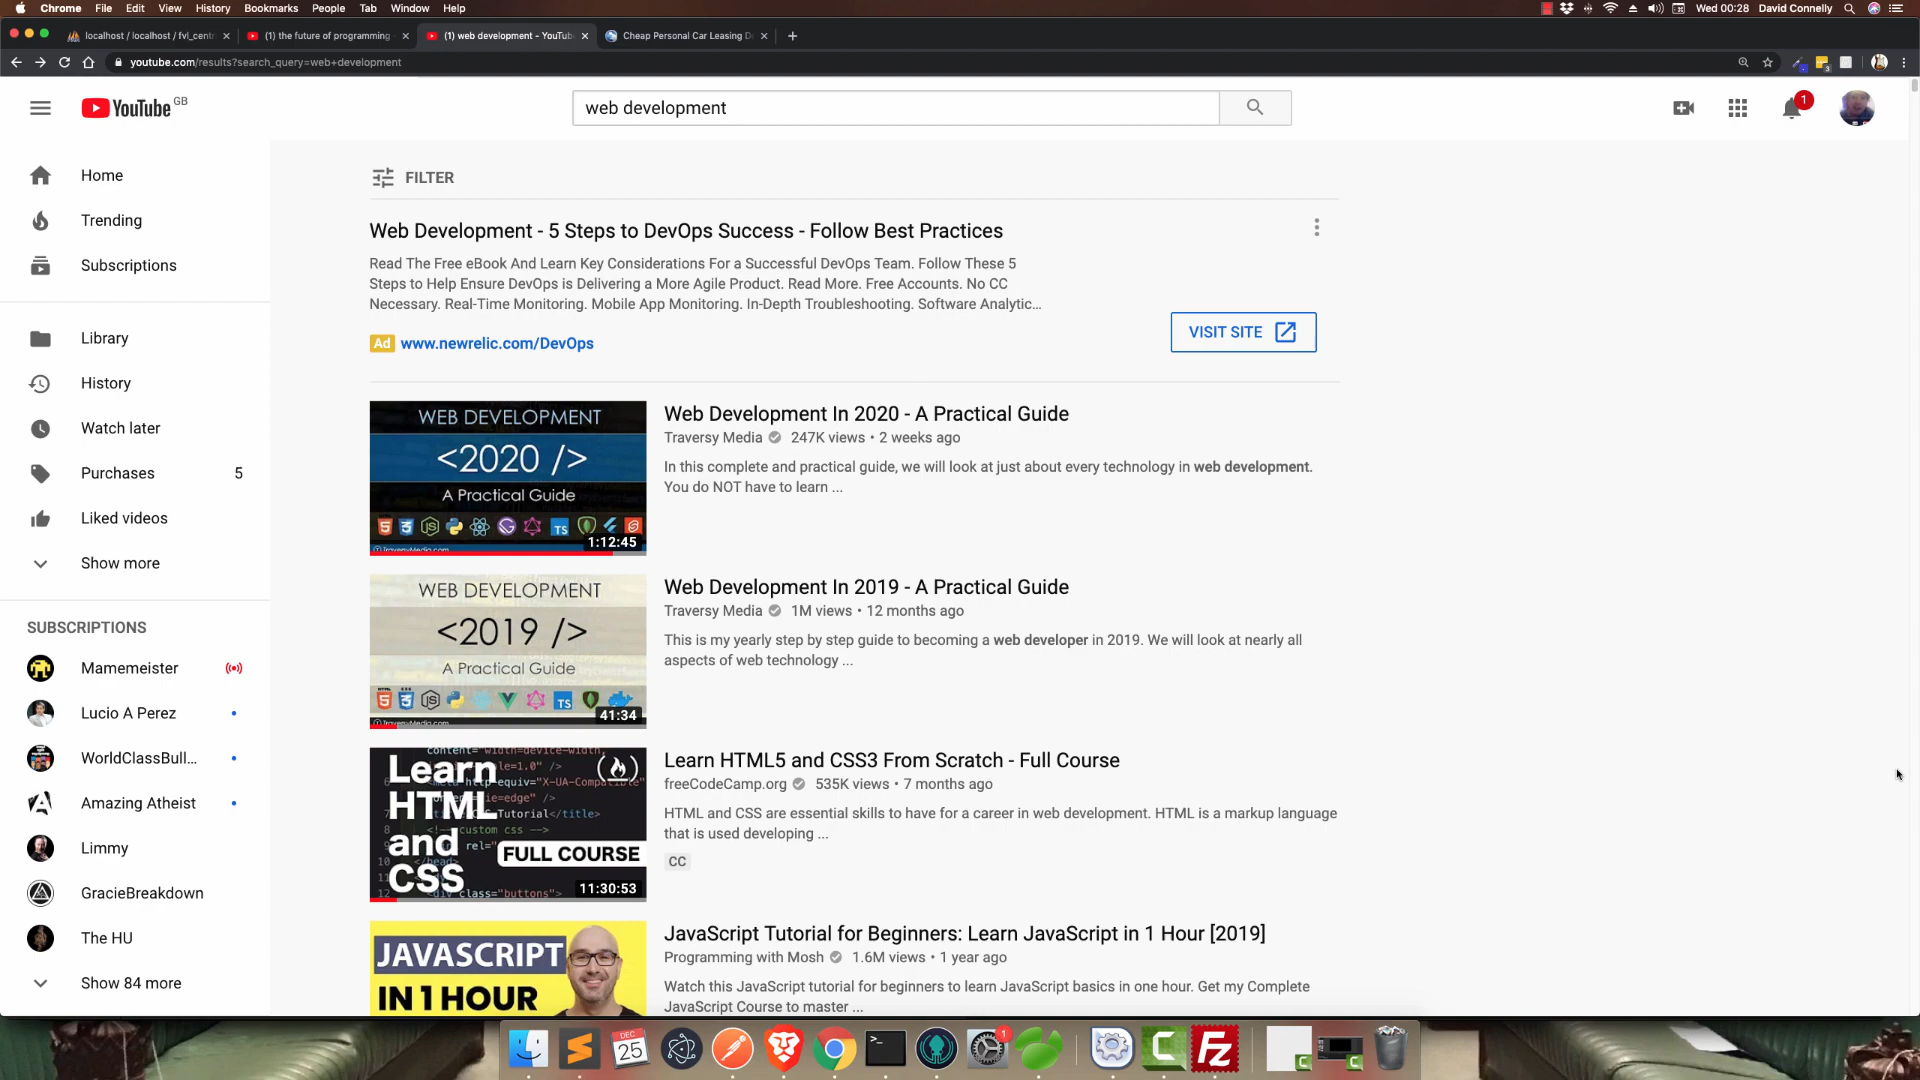 Chrome File Edit View History Bookmarks People Tab Window Help
Wed 00:28 David Connelly
localhost / localhost / fvl_cent
(1) the future of programming
(1) web development - YouTube
Cheap Personal Car Leasing D
youtube.com/results?search_query=web+development
YouTube GB
web development
1
Home
Trending
Subscriptions
Library
History
Watch later
Purchases 5
Liked videos
Show more
SUBSCRIPTIONS
Mamemeister
Lucio A Perez
WorldClassBull...
Amazing Atheist
Limmy
GracieBreakdown
The HU
Show 84 more
FILTER
Web Development - 5 Steps to DevOps Success - Follow Best Practices
Read The Free eBook And Learn Key Considerations For a Successful DevOps Team. Follow These 5
Steps to Help Ensure DevOps is Delivering a More Agile Product. Read More. Free Accounts. No CC
Necessary. Real-Time Monitoring. Mobile App Monitoring. In-Depth Troubleshooting. Software Analytic...
Ad www.newrelic.com/DevOps
VISIT SITE
WEB DEVELOPMENT
<2020 />
A Practical Guide
TS
1:12:45
Web Development In 2020 - A Practical Guide
Traversy Media 247K views • 2 weeks ago
In this complete and practical guide, we will look at just about every technology in web development.
You do NOT have to learn ...
WEB DEVELOPMENT
<2019 />
A Practical Guide
TS
41:34
Web Development In 2019 - A Practical Guide
Traversy Media 1M views • 12 months ago
This is my yearly step by step guide to becoming a web developer in 2019. We will look at nearly all
aspects of web technology ...
Learn
HTML
and
CSS
FULL COURSE
11:30:53
Learn HTML5 and CSS3 From Scratch - Full Course
freeCodeCamp.org 535K views • 7 months ago
HTML and CSS are essential skills to have for a career in web development. HTML is a markup language
that is used developing ...
CC
JAVASCRIPT
IN 1 HOUR
JavaScript Tutorial for Beginners: Learn JavaScript in 1 Hour [2019]
Programming with Mosh 1.6M views • 1 year ago
Watch this JavaScript tutorial for beginners to learn JavaScript basics in one hour. Get my Complete
JavaScript Course to master ...
DEC
25
1